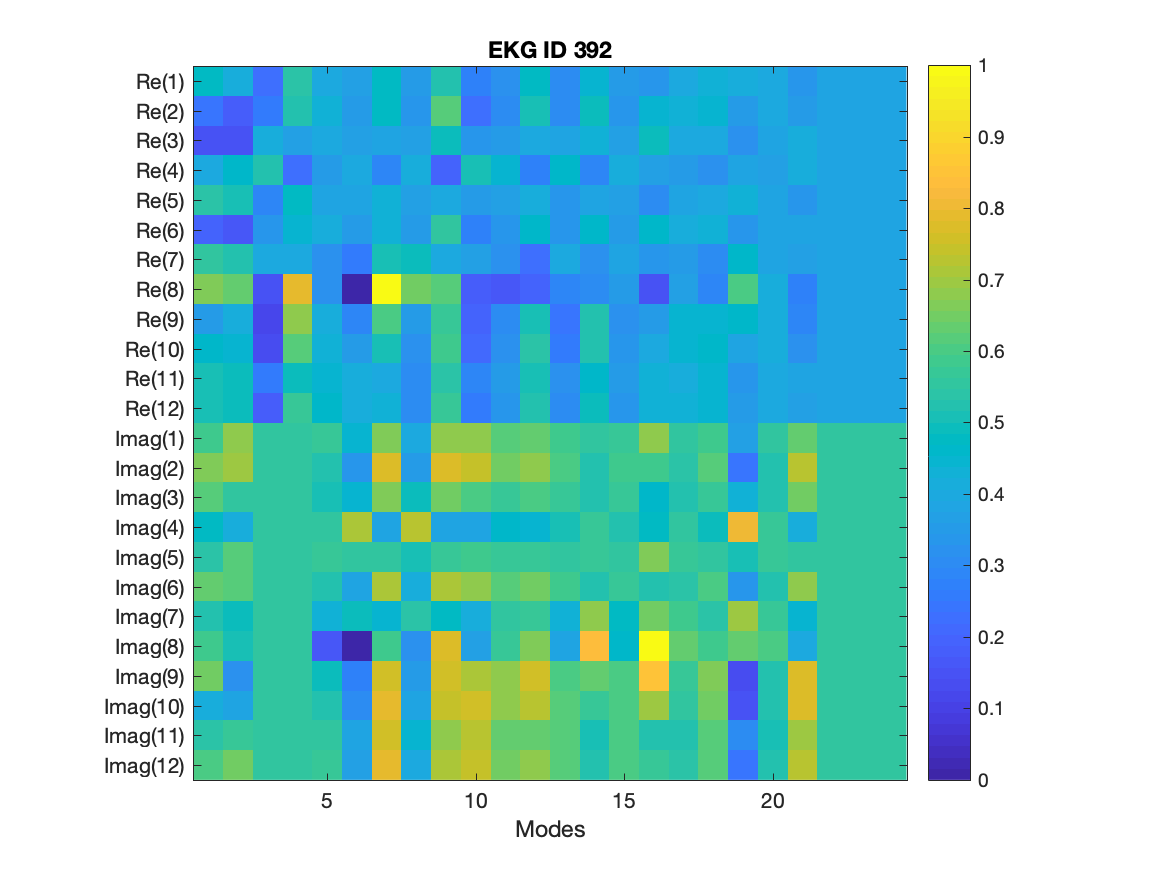 EKG ID 392
Re(1)
Re(2)
Re(3)
Re(4)
Re(5)
Re(6)
Re(7)
Re(8)
Re(9)
Re(10)
Re(11)
Re(12)
Imag(1)
Imag(2)
Imag(3)
Imag(4)
Imag(5)
Imag(6)
Imag(7)
Imag(8)
Imag(9)
Imag(10)
Imag(11)
Imag(12)
5 10 15 20
Modes
1
0.9
0.8
0.7
0.6
0.5
0.4
0.3
0.2
0.1
0